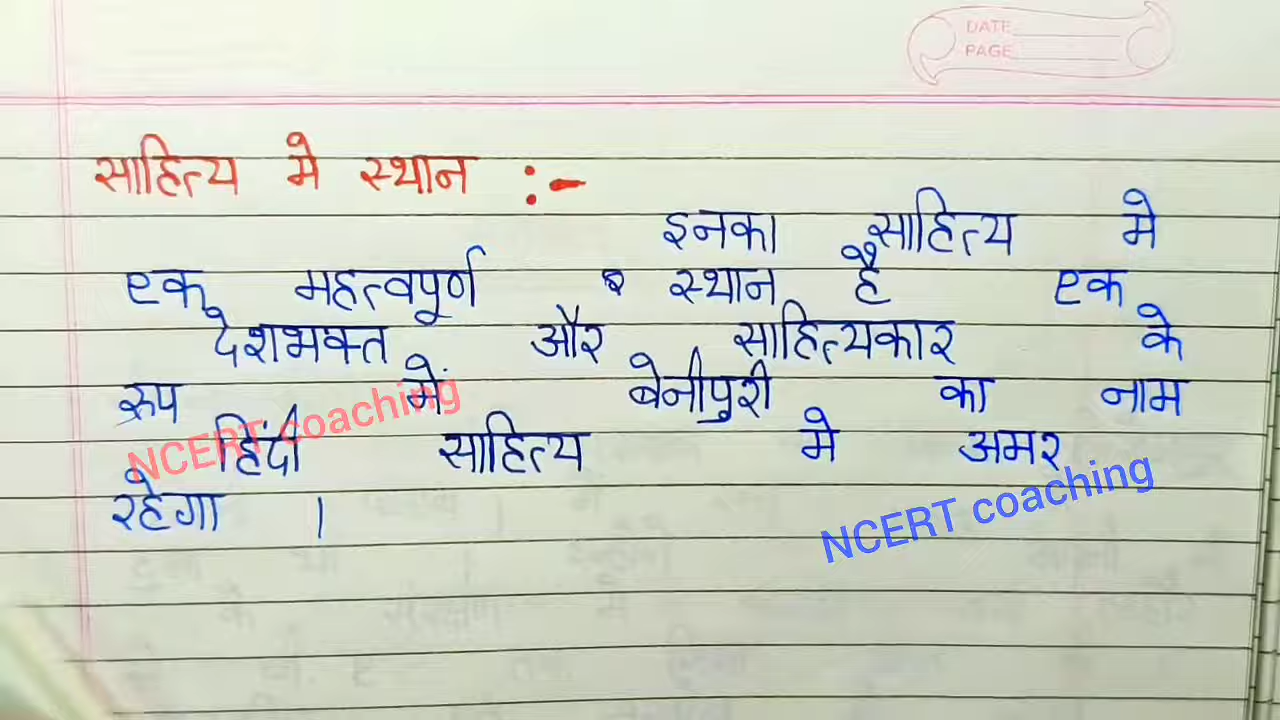 DATE
PAGE
साहित्य मे स्थान :-
इनका साहित्य मे
एक महत्वपूर्ण स्थान है एक
देशभक्त और साहित्यकार के
रूप में बेनीपुरी का नाम
हिंदी साहित्य मे अमर
रहेगा ।
NCERT coaching
NCERT coaching